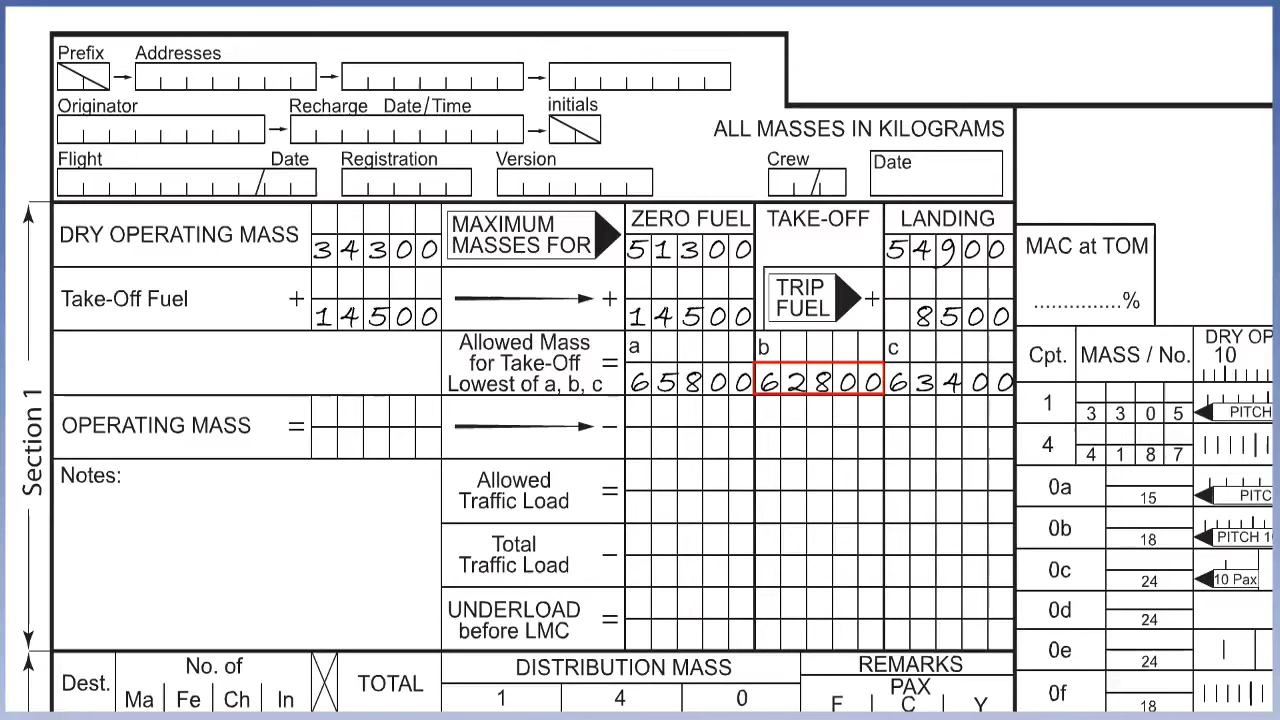 Prefix Addresses
Originator Recharge Date/Time initials
ALL MASSES IN KILOGRAMS
Flight Date Registration Version Crew Date
DRY OPERATING MASS 34300 MAXIMUM MASSES FOR ZERO FUEL 51300 TAKE-OFF LANDING 54900
MAC at TOM
...............%
Take-Off Fuel + 14500 + 14500 TRIP FUEL + 8500
Allowed Mass for Take-Off Lowest of a, b, c = a 65800 b 62800 c 63400
Cpt. MASS / No. DRY OP
10
1 3305 PITCH
OPERATING MASS = –
4 4187
Section 1
Notes:
Allowed Traffic Load =
0a 15 PITC
Total Traffic Load –
0b 18 PITCH 10
0c 24 10 Pax
UNDERLOAD before LMC =
0d 24
0e 24
0f 18
Dest. No. of TOTAL DISTRIBUTION MASS REMARKS
Ma Fe Ch In 1 4 0 PAX
F C Y